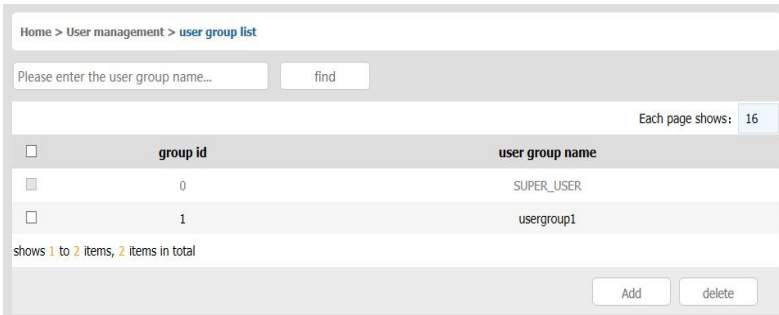 Home > User management > user group list
Please enter the user group name... find
Each page shows: 16
group id user group name
0 SUPER_USER
1 usergroup1
shows 1 to 2 items, 2 items in total
Add delete